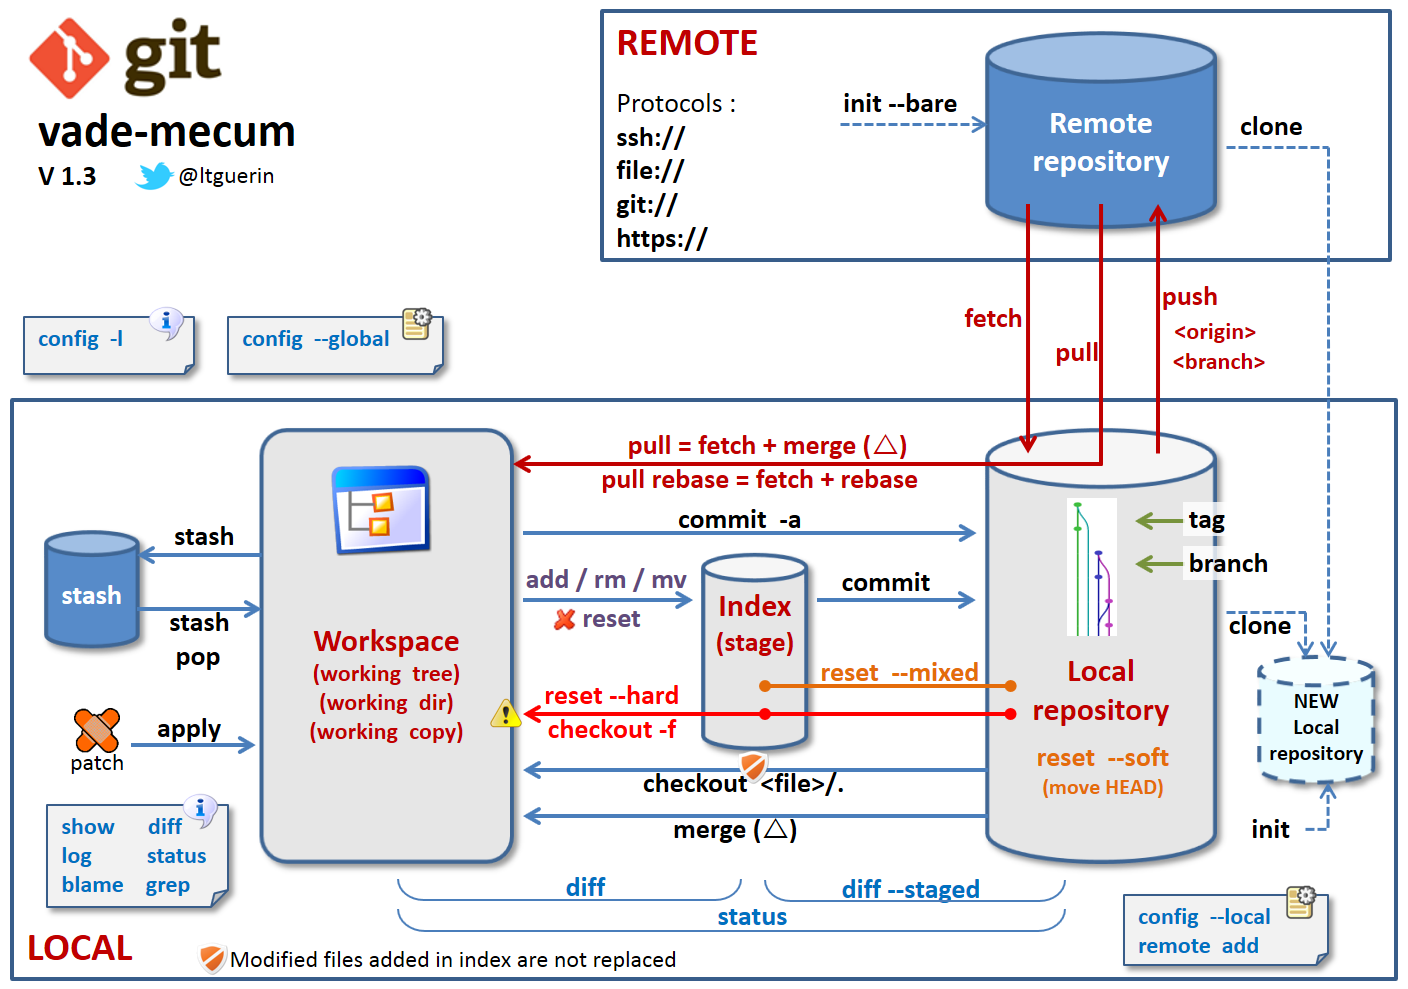 git
vade-mecum
V 1.3
@ltguerin
REMOTE
Protocols :
ssh://
file://
git://
https://
init --bare
Remote
repository
clone
config -l
config --global
fetch
pull
push
<origin>
<branch>
pull = fetch + merge (△)
pull rebase = fetch + rebase
commit -a
stash
stash
stash
pop
add / rm / mv
reset
Index
(stage)
commit
tag
branch
clone
Workspace
(working tree)
(working dir)
(working copy)
reset --mixed
reset --hard
checkout -f
Local
repository
reset --soft
(move HEAD)
NEW
Local
repository
init
apply
patch
checkout <file>/.
merge (△)
show diff
log status
blame grep
diff
diff --staged
status
config --local
remote add
LOCAL
Modified files added in index are not replaced